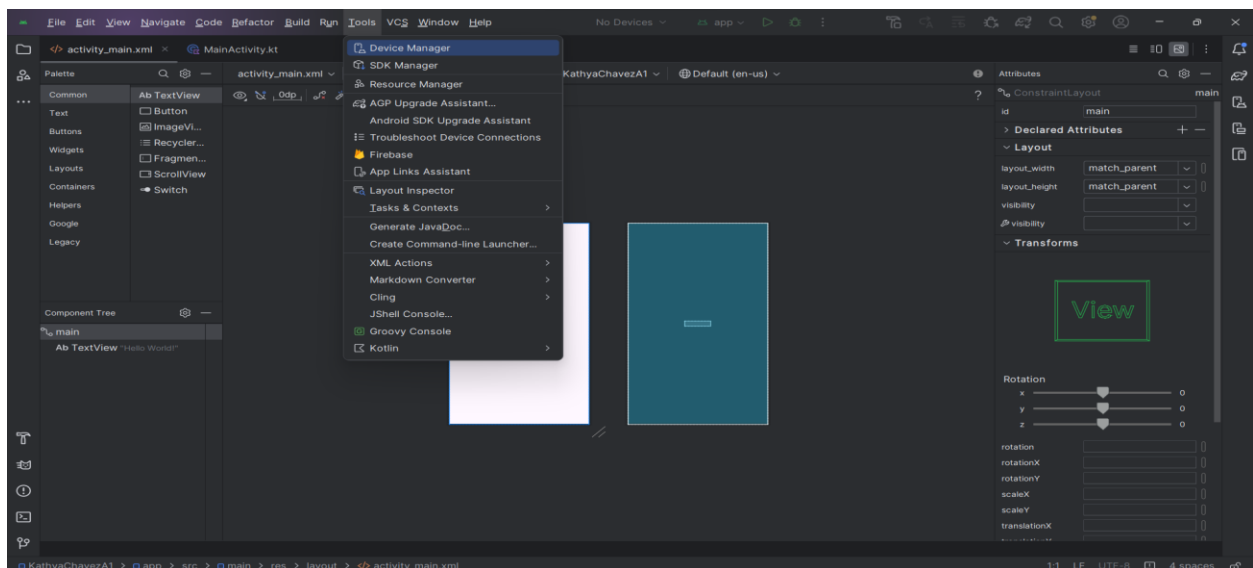 File Edit View Navigate Code Refactor Build Run Tools VCS Window Help No Devices app
activity_main.xml MainActivity.kt
Palette
Common
Text
Buttons
Widgets
Layouts
Containers
Helpers
Google
Legacy
Ab TextView
Button
ImageVi...
Recycler...
Fragmen...
ScrollView
Switch
Component Tree
main
Ab TextView "Hello World!"
activity_main.xml
0dp
Device Manager
SDK Manager
Resource Manager
AGP Upgrade Assistant...
Android SDK Upgrade Assistant
Troubleshoot Device Connections
Firebase
App Links Assistant
Layout Inspector
Tasks & Contexts
Generate JavaDoc...
Create Command-line Launcher...
XML Actions
Markdown Converter
Cling
JShell Console...
Groovy Console
Kotlin
KathyaChavezA1 Default (en-us)
?
Attributes
ConstraintLayout main
id main
Declared Attributes
Layout
layout_width match_parent
layout_height match_parent
visibility
visibility
Transforms
View
Rotation
x 0
y 0
z 0
rotation
rotationX
rotationY
scaleX
scaleY
translationX
KathyaChavezA1 > app > src > main > res > layout > activity_main.xml
1:1 LF UTF-8 4 spaces